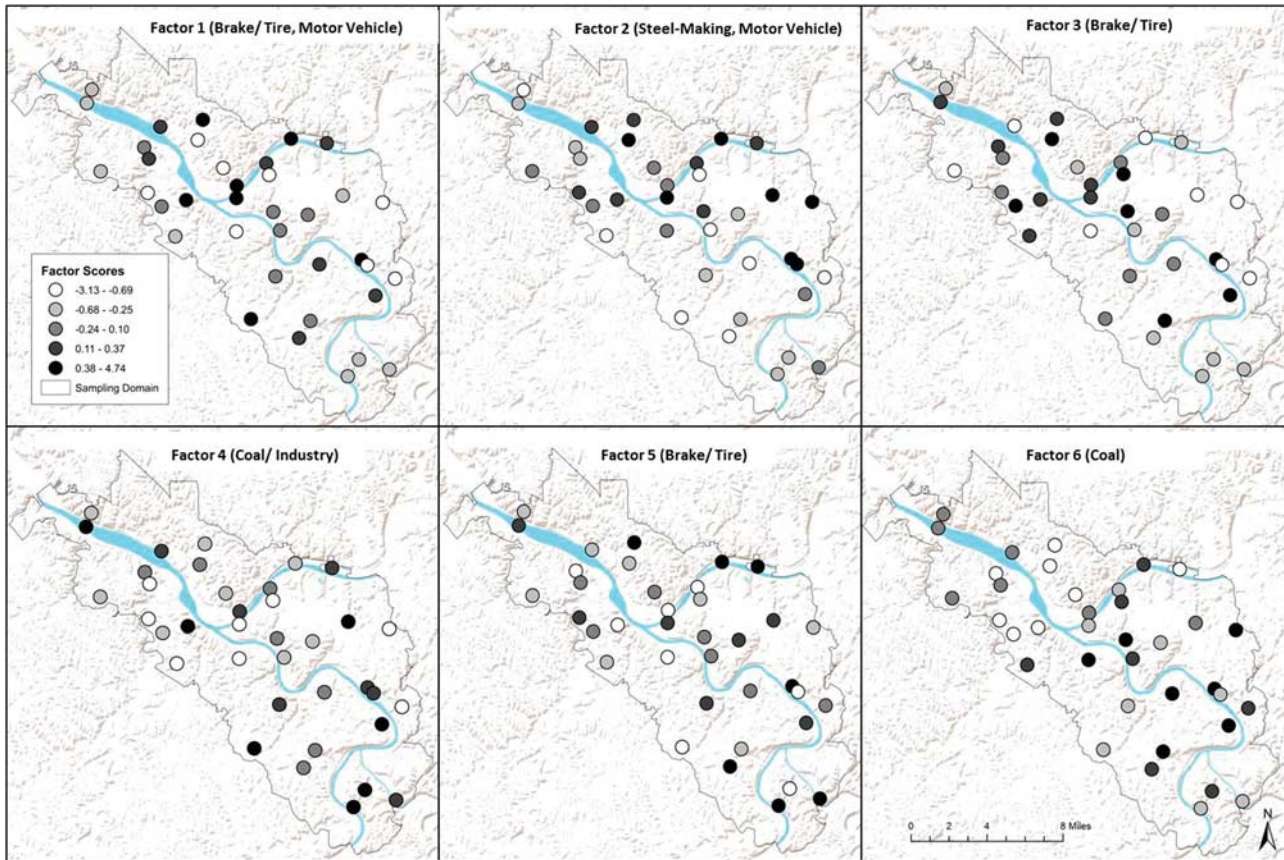 Factor 1 (Brake/ Tire, Motor Vehicle)
Factor 2 (Steel-Making, Motor Vehicle)
Factor 3 (Brake/ Tire)
Factor Scores
-3.13 - -0.69
-0.68 - -0.25
-0.24 - 0.10
0.11 - 0.37
0.38 - 4.74
Sampling Domain
Factor 4 (Coal/ Industry)
Factor 5 (Brake/ Tire)
Factor 6 (Coal)
0 2 4 8 Miles
N